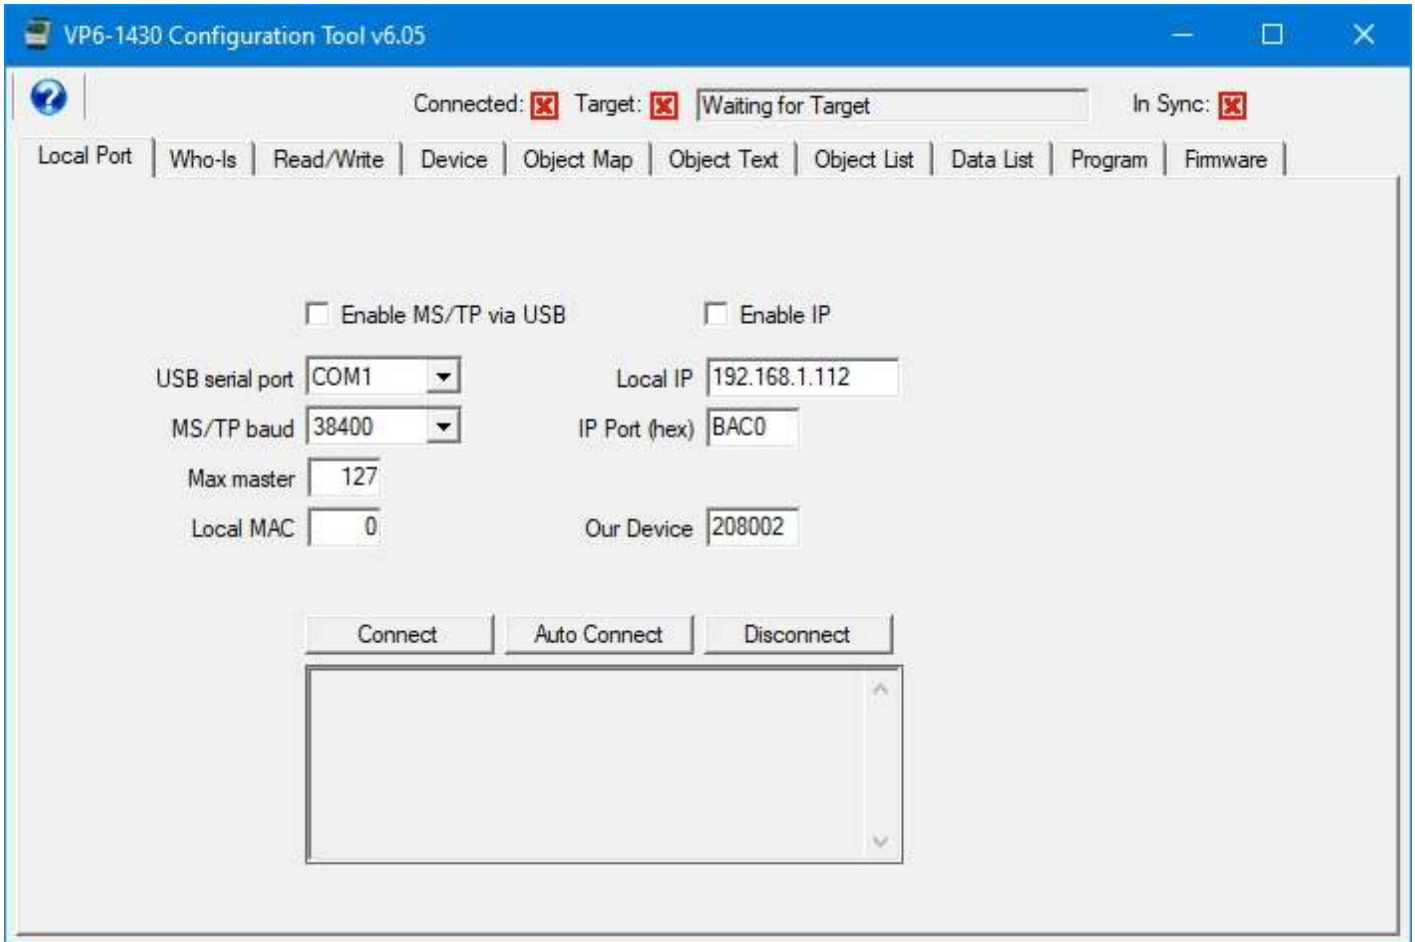 VP6-1430 Configuration Tool v6.05
Connected: Target: Waiting for Target In Sync:
Local Port Who-Is Read/Write Device Object Map Object Text Object List Data List Program Firmware
Enable MS/TP via USB Enable IP
USB serial port COM1 Local IP 192.168.1.112
MS/TP baud 38400 IP Port (hex) BAC0
Max master 127
Local MAC 0 Our Device 208002
Connect Auto Connect Disconnect